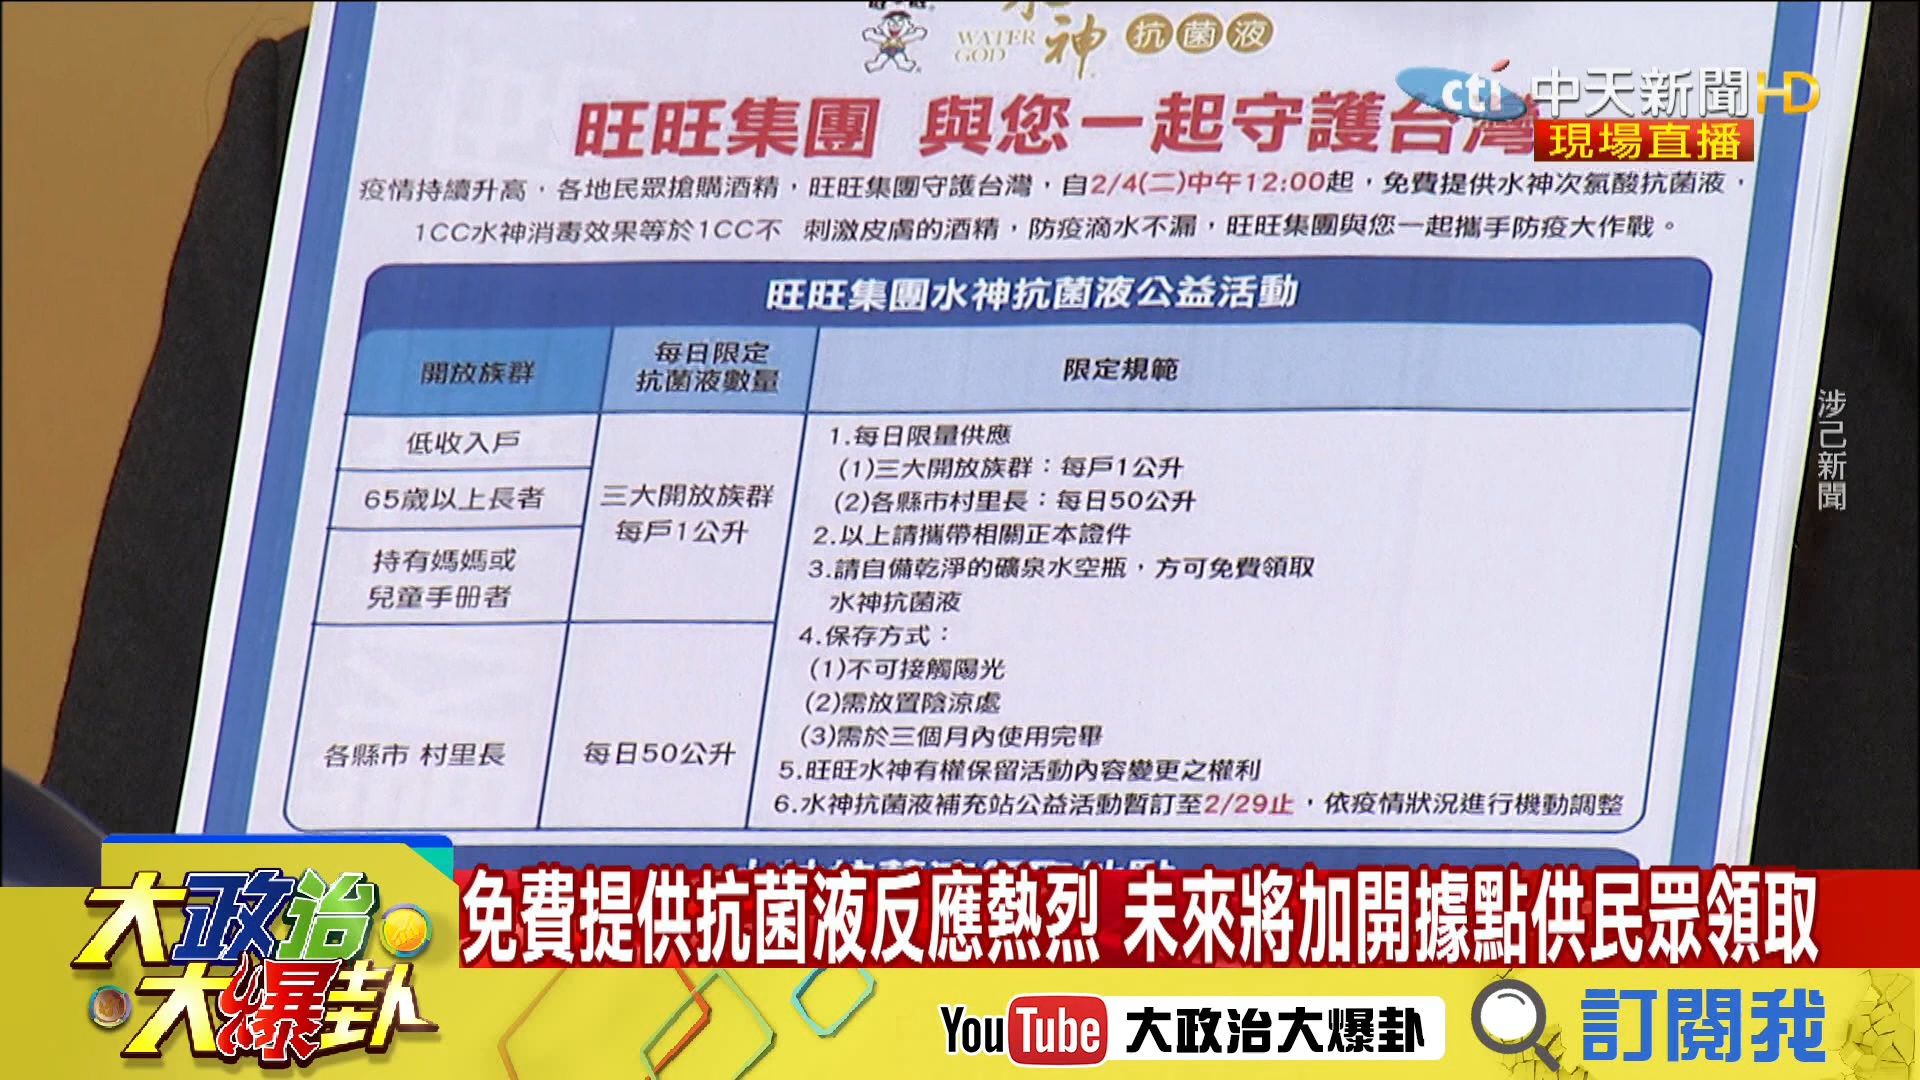 WATER
GOD
水神 抗菌液
cti 中天新聞HD
現場直播
旺旺集團 與您一起守護台灣
疫情持續升高，各地民眾搶購酒精，旺旺集團守護台灣，自2/4(二)中午12:00起，免費提供水神次氯酸抗菌液，
1CC水神消毒效果等於1CC不 刺激皮膚的酒精，防疫滴水不漏，旺旺集團與您一起攜手防疫大作戰。
旺旺集團水神抗菌液公益活動
開放族群
每日限定
抗菌液數量
限定規範
低收入戶
65歲以上長者
持有媽媽或
兒童手冊者
三大開放族群
每戶1公升
各縣市 村里長
每日50公升
1.每日限量供應
(1)三大開放族群：每戶1公升
(2)各縣市村里長：每日50公升
2.以上請攜帶相關正本證件
3.請自備乾淨的礦泉水空瓶，方可免費領取
水神抗菌液
4.保存方式：
(1)不可接觸陽光
(2)需放置陰涼處
(3)需於三個月內使用完畢
5.旺旺水神有權保留活動內容變更之權利
6.水神抗菌液補充站公益活動暫訂至2/29止，依疫情狀況進行機動調整
涉己新聞
大政治
大爆卦
免費提供抗菌液反應熱烈 未來將加開據點供民眾領取
YouTube 大政治大爆卦
訂閱我